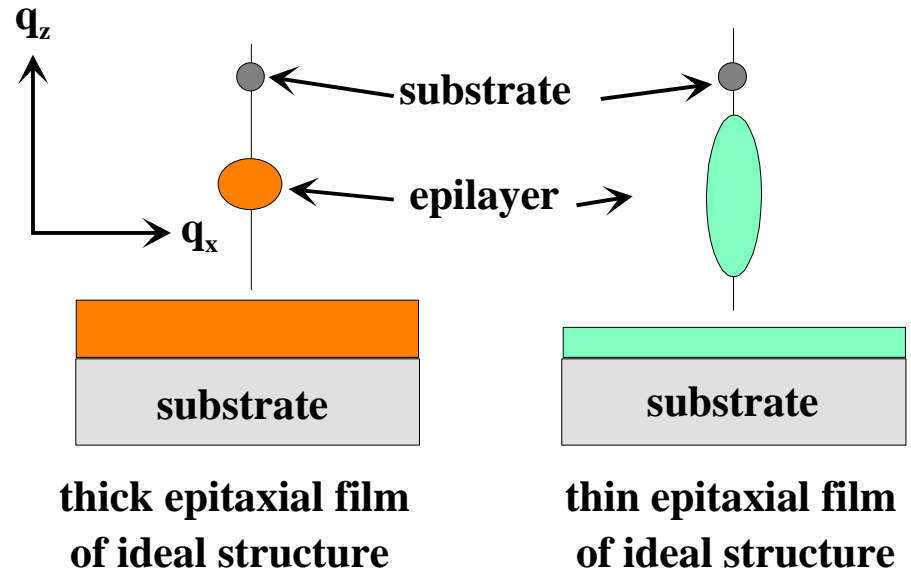 q_z
substrate
epilayer
q_x
substrate
substrate
thick epitaxial film
of ideal structure
thin epitaxial film
of ideal structure